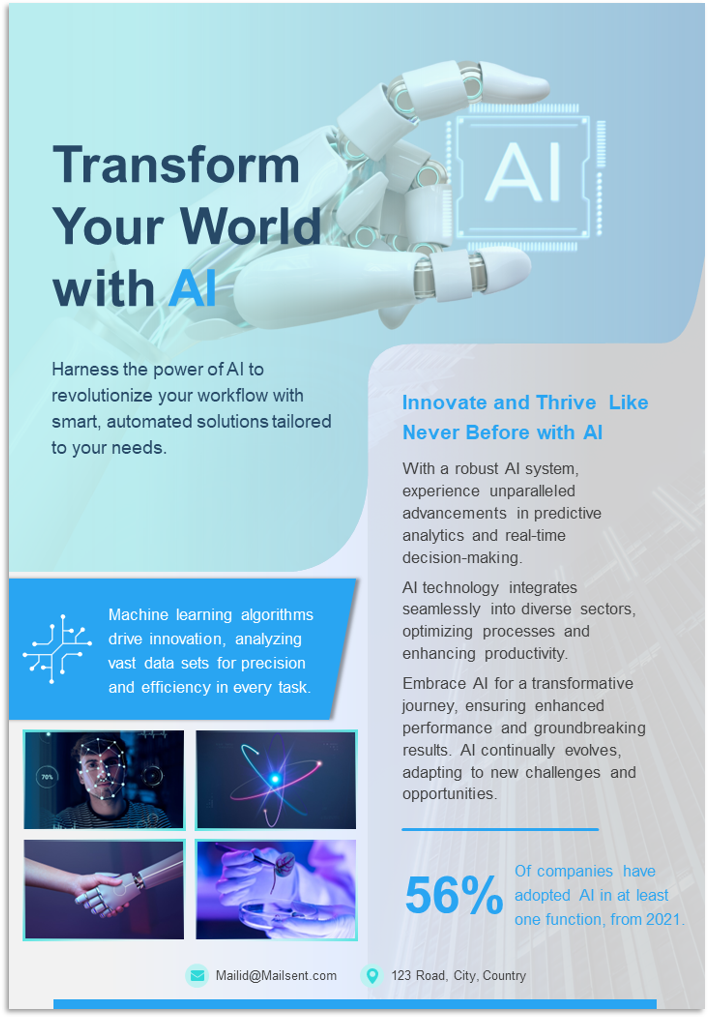 AI
Transform
Your World
with AI
Harness the power of AI to
revolutionize your workflow with
smart, automated solutions tailored
to your needs.
Innovate and Thrive Like
Never Before with AI
With a robust AI system,
experience unparalleled
advancements in predictive
analytics and real-time
decision-making.
AI technology integrates
seamlessly into diverse sectors,
optimizing processes and
enhancing productivity.
Embrace AI for a transformative
journey, ensuring enhanced
performance and groundbreaking
results. AI continually evolves,
adapting to new challenges and
opportunities.
Machine learning algorithms
drive innovation, analyzing
vast data sets for precision
and efficiency in every task.
70%
56%
Of companies have
adopted AI in at least
one function, from 2021.
Mailid@Mailsent.com
123 Road, City, Country